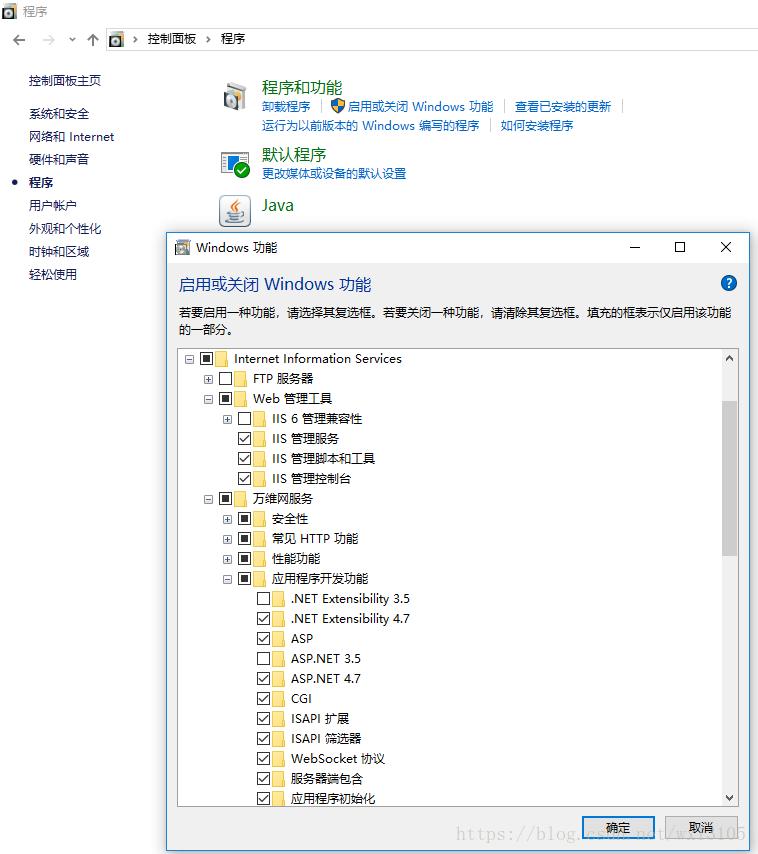 程序
控制面板 程序
控制面板主页
系统和安全
网络和 Internet
硬件和声音
程序
用户帐户
外观和个性化
时钟和区域
轻松使用
程序和功能
卸载程序 启用或关闭 Windows 功能 查看已安装的更新
运行为以前版本的 Windows 编写的程序 如何安装程序
默认程序
更改媒体或设备的默认设置
Java
Windows 功能
启用或关闭 Windows 功能
若要启用一种功能，请选择其复选框。若要关闭一种功能，请清除其复选框。填充的框表示仅启用该功能
的一部分。
Internet Information Services
FTP 服务器
Web 管理工具
IIS 6 管理兼容性
IIS 管理服务
IIS 管理脚本和工具
IIS 管理控制台
万维网服务
安全性
常见 HTTP 功能
性能功能
应用程序开发功能
.NET Extensibility 3.5
.NET Extensibility 4.7
ASP
ASP.NET 3.5
ASP.NET 4.7
CGI
ISAPI 扩展
ISAPI 筛选器
WebSocket 协议
服务器端包含
应用程序初始化
确定 取消